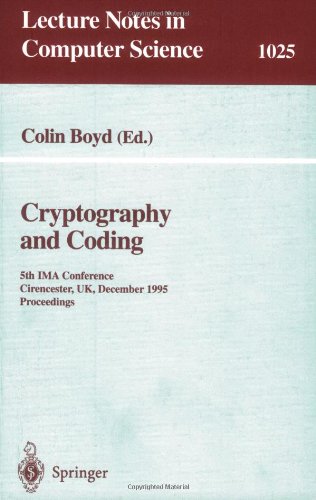 Lecture Notes in
Computer Science 1025
Colin Boyd (Ed.)
Cryptography
and Coding
5th IMA Conference
Cirencester, UK, December 1995
Proceedings
Springer